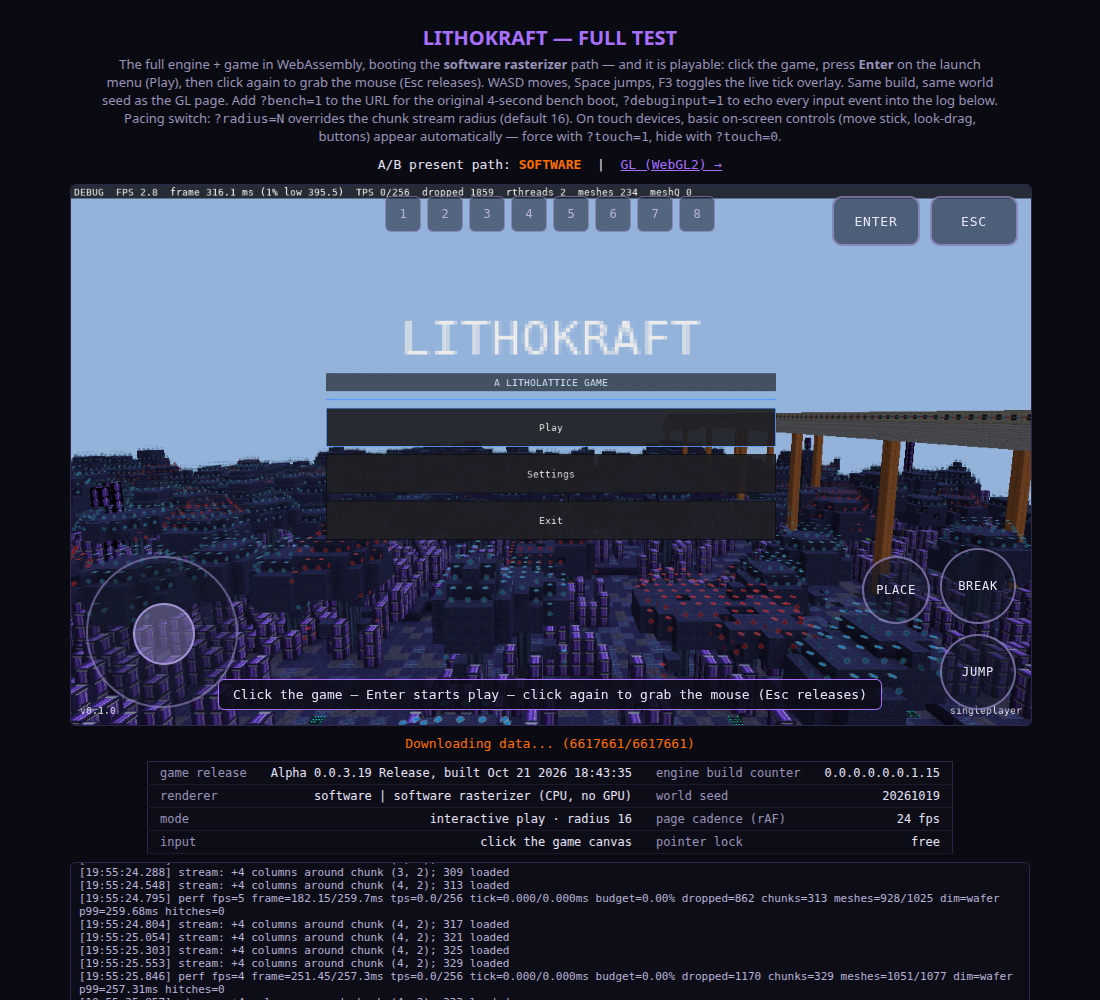 LITHOKRAFT — FULL TEST
The full engine + game in WebAssembly, booting the software rasterizer path — and it is playable: click the game, press Enter on the launch
menu (Play), then click again to grab the mouse (Esc releases). WASD moves, Space jumps, F3 toggles the live tick overlay. Same build, same world
seed as the GL page. Add ?bench=1 to the URL for the original 4-second bench boot, ?debuginput=1 to echo every input event into the log below.
Pacing switch: ?radius=N overrides the chunk stream radius (default 16). On touch devices, basic on-screen controls (move stick, look-drag,
buttons) appear automatically — force with ?touch=1, hide with ?touch=0.
A/B present path: SOFTWARE | GL (WebGL2) →
DEBUG FPS 2.8 frame 316.1 ms (1% low 395.5) TPS 0/256 dropped 1859 rthreads 2 meshes 234 meshQ 0
1 2 3 4 5 6 7 8
ENTER ESC
LITHOKRAFT
A LITHOLATTICE GAME
Play
Settings
Exit
PLACE BREAK
JUMP
Click the game — Enter starts play — click again to grab the mouse (Esc releases)
v0.1.0 singleplayer
Downloading data... (6617661/6617661)
game release Alpha 0.0.3.19 Release, built Oct 21 2026 18:43:35 engine build counter 0.0.0.0.0.1.15
renderer software | software rasterizer (CPU, no GPU) world seed 20261019
mode interactive play · radius 16 page cadence (rAF) 24 fps
input click the game canvas pointer lock free
[19:55:24.288] stream: +4 columns around chunk (3, 2); 309 loaded
[19:55:24.548] stream: +4 columns around chunk (4, 2); 313 loaded
[19:55:24.795] perf fps=5 frame=182.15/259.7ms tps=0.0/256 tick=0.000/0.000ms budget=0.00% dropped=862 chunks=313 meshes=928/1025 dim=wafer
p99=259.68ms hitches=0
[19:55:24.804] stream: +4 columns around chunk (4, 2); 317 loaded
[19:55:25.054] stream: +4 columns around chunk (4, 2); 321 loaded
[19:55:25.303] stream: +4 columns around chunk (4, 2); 325 loaded
[19:55:25.553] stream: +4 columns around chunk (4, 2); 329 loaded
[19:55:25.846] perf fps=4 frame=251.45/257.3ms tps=0.0/256 tick=0.000/0.000ms budget=0.00% dropped=1170 chunks=329 meshes=1051/1077 dim=wafer
p99=257.31ms hitches=0